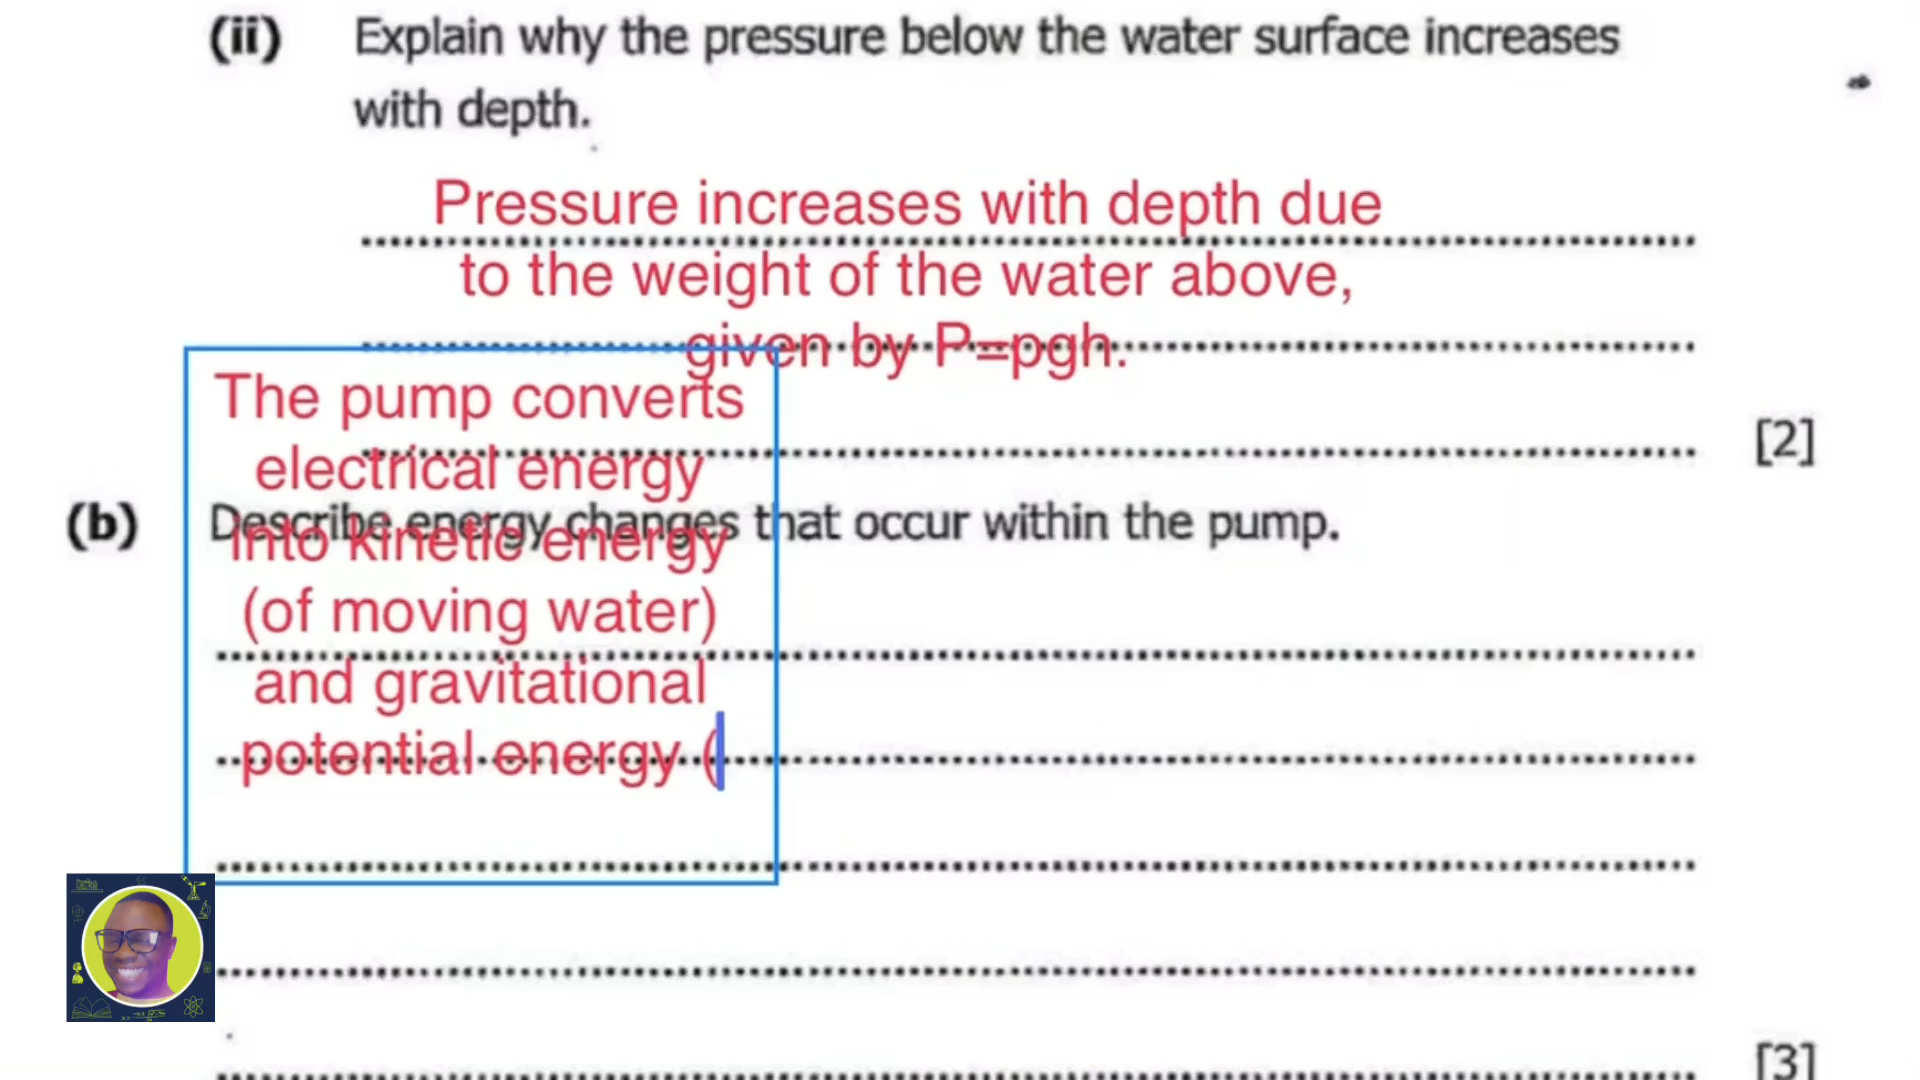 (ii) Explain why the pressure below the water surface increases
with depth.
Pressure increases with depth due
to the weight of the water above,
given by P=pgh.
[2]
The pump converts
electrical energy
into kinetic energy
(of moving water)
and gravitational
potential energy (
(b) Describe energy changes that occur within the pump.
[3]